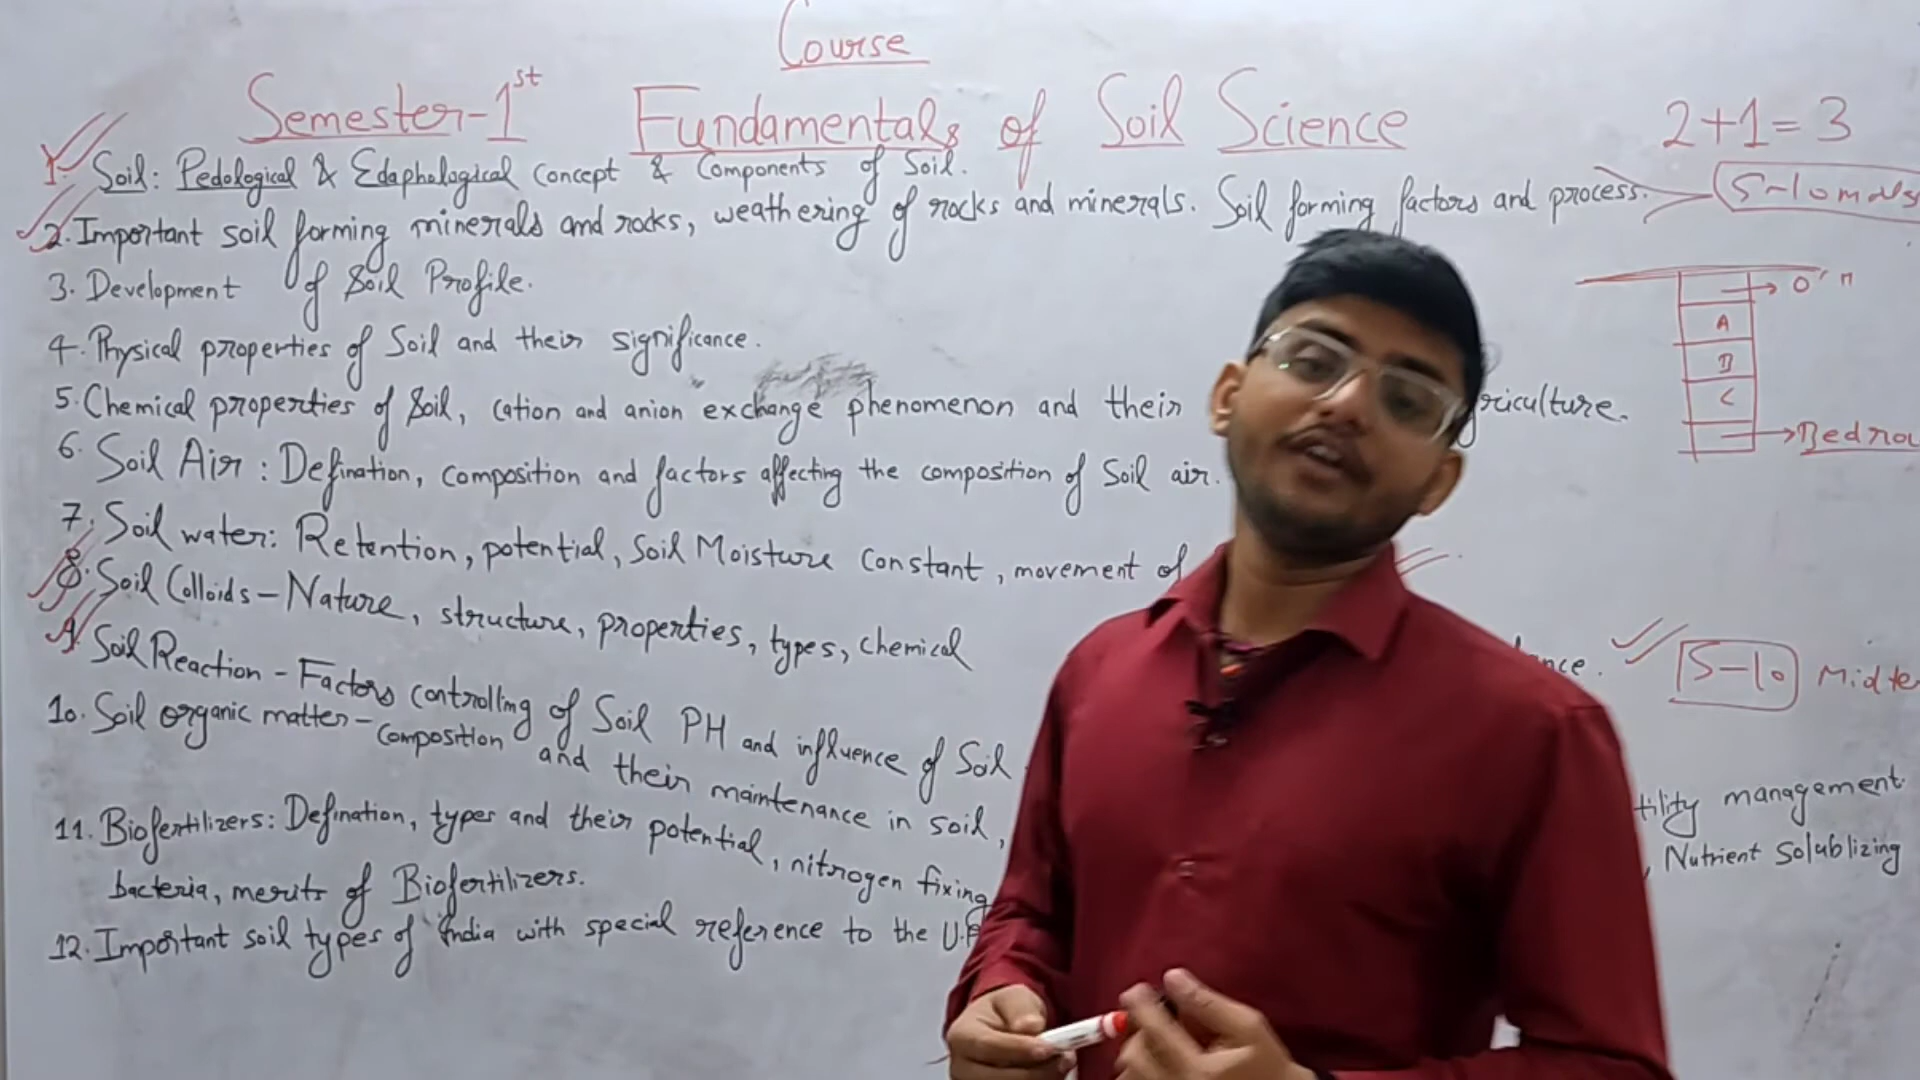 Course
Semester-1st Fundamentals of Soil Science 2+1=3
1. Soil: Pedological & Edaphological concept & Components of Soil.
2. Important soil forming minerals and rocks, weathering of rocks and minerals. Soil forming factors and process.
5-10
3. Development of Soil Profile.
4. Physical properties of Soil and their significance.
5. Chemical properties of Soil, cation and anion exchange phenomenon and their
6. Soil Air: Defination, composition and factors affecting the composition of Soil air.
7. Soil water: Retention, potential, Soil Moisture Constant, movement of
8. Soil Colloids - Nature, structure, properties, types, chemical
9. Soil Reaction - Factors controlling of Soil PH and influence of Soil
10. Soil organic matter - Composition and their maintenance in soil,
tility management.
11. Biofertilizers: Defination, types and their potential, nitrogen fixing
, Nutrient Solublizing
bacteria, merits of Biofertilizers.
12. Important soil types of India with special reference to the U.P
O
A
B
C
5-10